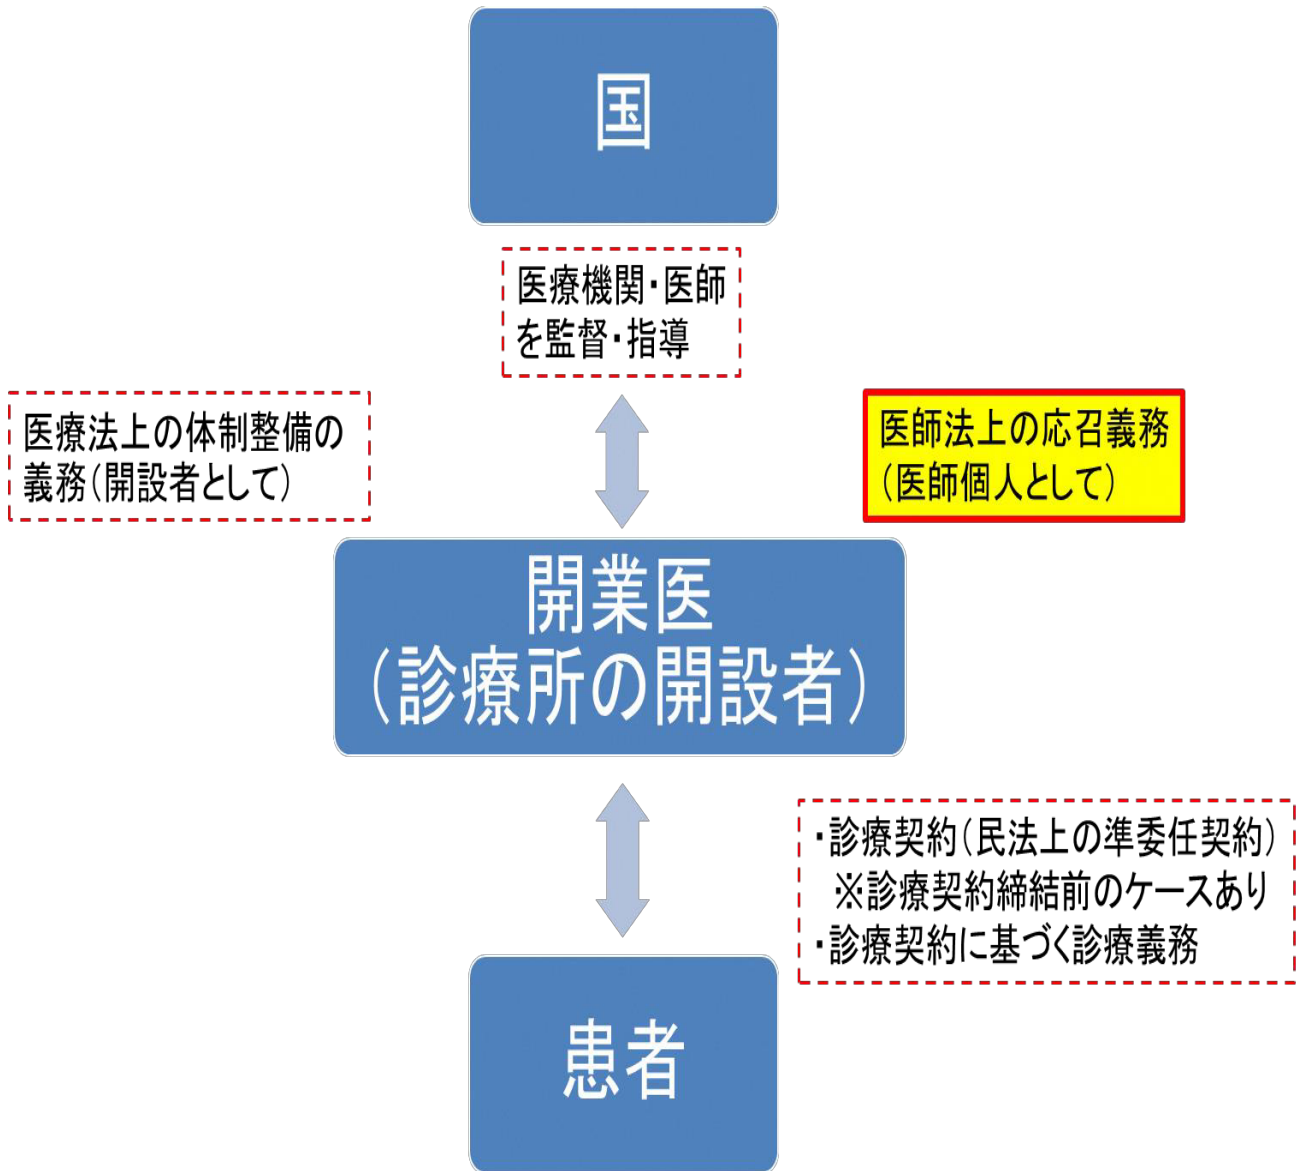 国
医療機関・医師
を監督・指導
医療法上の体制整備の
義務(開設者として)
医師法上の応召義務
(医師個人として)
開業医
(診療所の開設者)
・診療契約(民法上の準委任契約)
※診療契約締結前のケースあり
・診療契約に基づく診療義務
患者